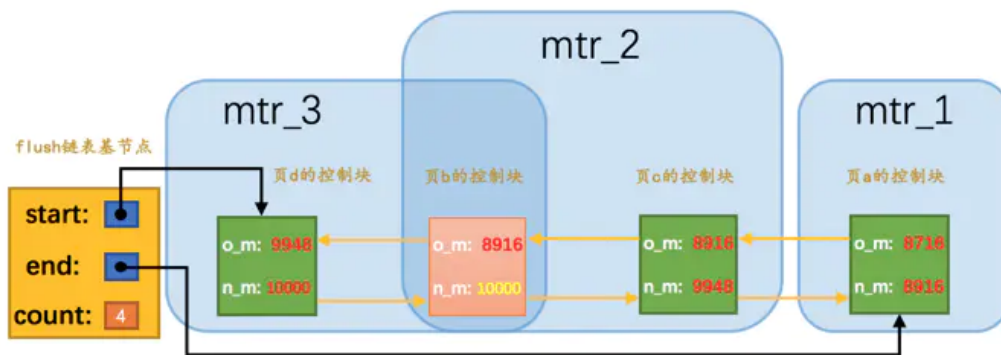 mtr_2
mtr_3
mtr_1
flush链表基节点
页d的控制块
页b的控制块
页c的控制块
页a的控制块
start:
end:
count: 4
o_m: 9948
n_m: 10000
o_m: 8916
n_m: 10000
o_m: 8916
n_m: 9948
o_m: 8716
n_m: 8916